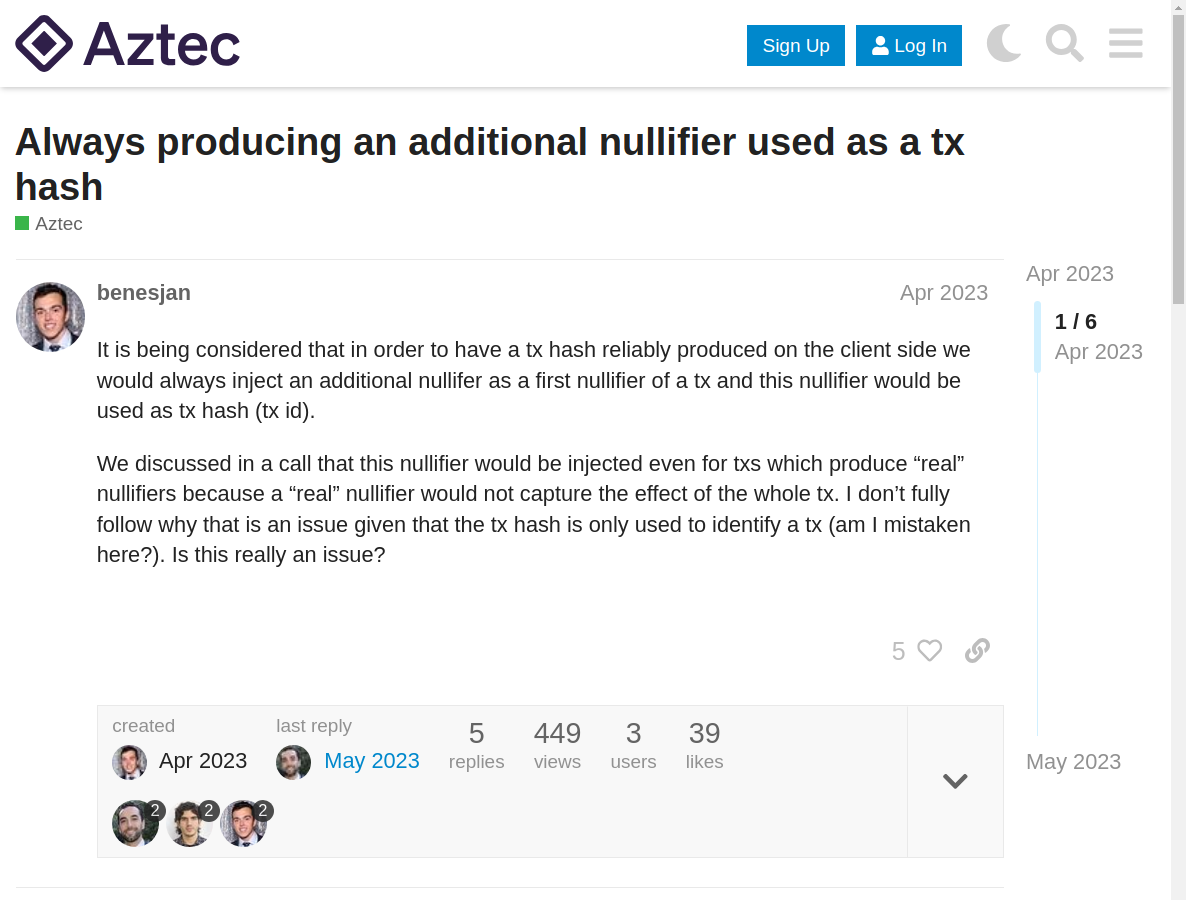 Aztec
Sign Up
Log In
Always producing an additional nullifier used as a tx
hash
Aztec
benesjan
Apr 2023
It is being considered that in order to have a tx hash reliably produced on the client side we
would always inject an additional nullifer as a first nullifier of a tx and this nullifier would be
used as tx hash (tx id).
We discussed in a call that this nullifier would be injected even for txs which produce “real”
nullifiers because a “real” nullifier would not capture the effect of the whole tx. I don’t fully
follow why that is an issue given that the tx hash is only used to identify a tx (am I mistaken
here?). Is this really an issue?
5
created
Apr 2023
last reply
May 2023
5
replies
449
views
3
users
39
likes
2
2
2
Apr 2023
1 / 6
Apr 2023
May 2023